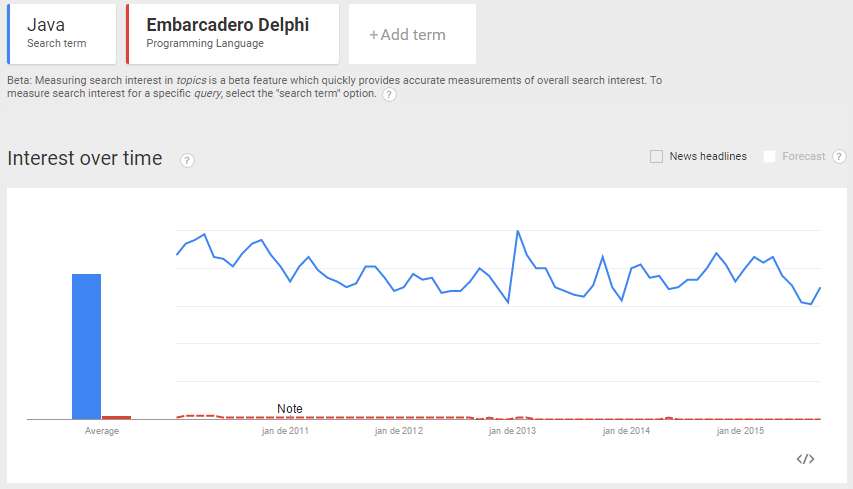 Java
Search term
Embarcadero Delphi
Programming Language
+ Add term
Beta: Measuring search interest in topics is a beta feature which quickly provides accurate measurements of overall search interest. To
measure search interest for a specific query, select the "search term" option. ?
Interest over time ?
News headlines
Forecast ?
Note
Average
jan de 2011
jan de 2012
jan de 2013
jan de 2014
jan de 2015
</>